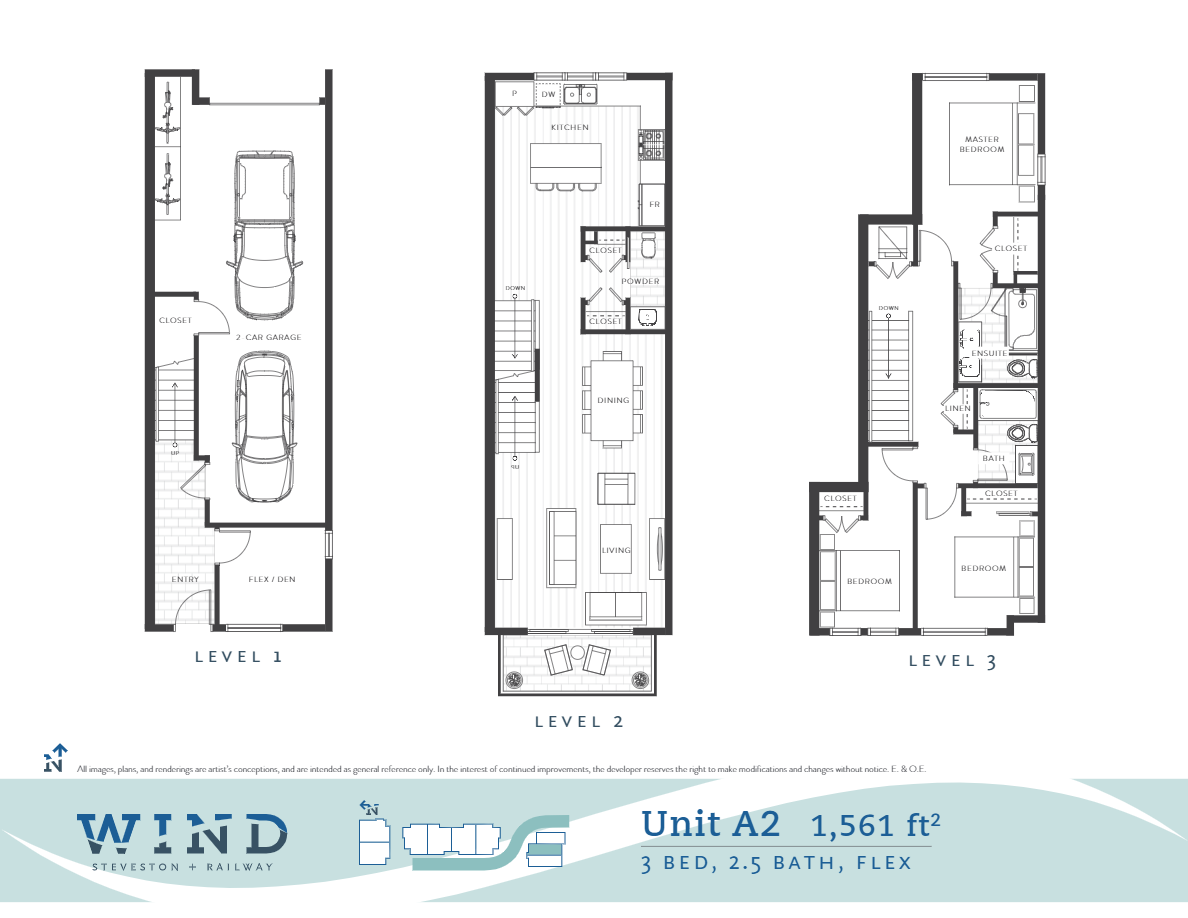 CLOSET
2 CAR GARAGE
UP
ENTRY
FLEX / DEN
LEVEL 1
P
DW
KITCHEN
FR
CLOSET
POWDER
DOWN
CLOSET
DINING
UP
LIVING
LEVEL 2
MASTER
BEDROOM
CLOSET
DOWN
ENSUITE
LINEN
BATH
CLOSET
CLOSET
BEDROOM
BEDROOM
LEVEL 3
N
All images, plans, and renderings are artist's conceptions, and are intended as general reference only. In the interest of continued improvements, the developer reserves the right to make modifications and changes without notice. E. & O.E.
WIND
STEVESTON + RAILWAY
N
Unit A2 1,561 ft²
3 BED, 2.5 BATH, FLEX